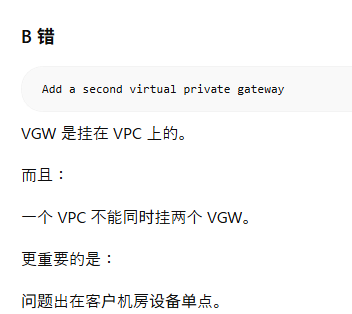 B 错
Add a second virtual private gateway
VGW 是挂在 VPC 上的。
而且：
一个 VPC 不能同时挂两个 VGW。
更重要的是：
问题出在客户机房设备单点。